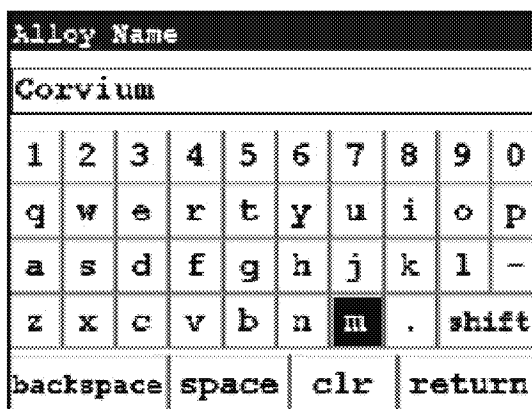 Alloy Name
Corvium
1 2 3 4 5 6 7 8 9 0
q w e r t y u i o p
a s d f g h j k l -
z x c v b n m . shift
backspace space clr return